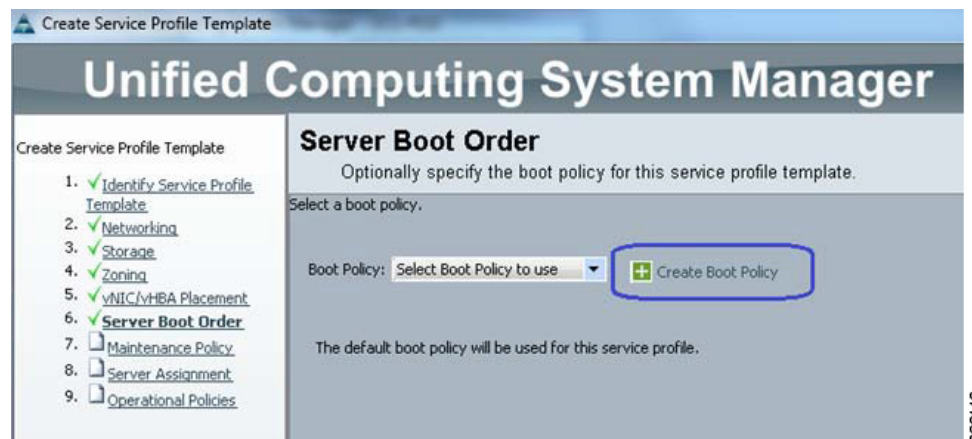 Create Service Profile Template
Unified Computing System Manager
Create Service Profile Template
1. Identify Service Profile
Template
2. Networking
3. Storage
4. Zoning
5. vNIC/vHBA Placement
6. Server Boot Order
7. Maintenance Policy
8. Server Assignment
9. Operational Policies
Server Boot Order
Optionally specify the boot policy for this service profile template.
Select a boot policy.
Boot Policy: Select Boot Policy to use
Create Boot Policy
The default boot policy will be used for this service profile.